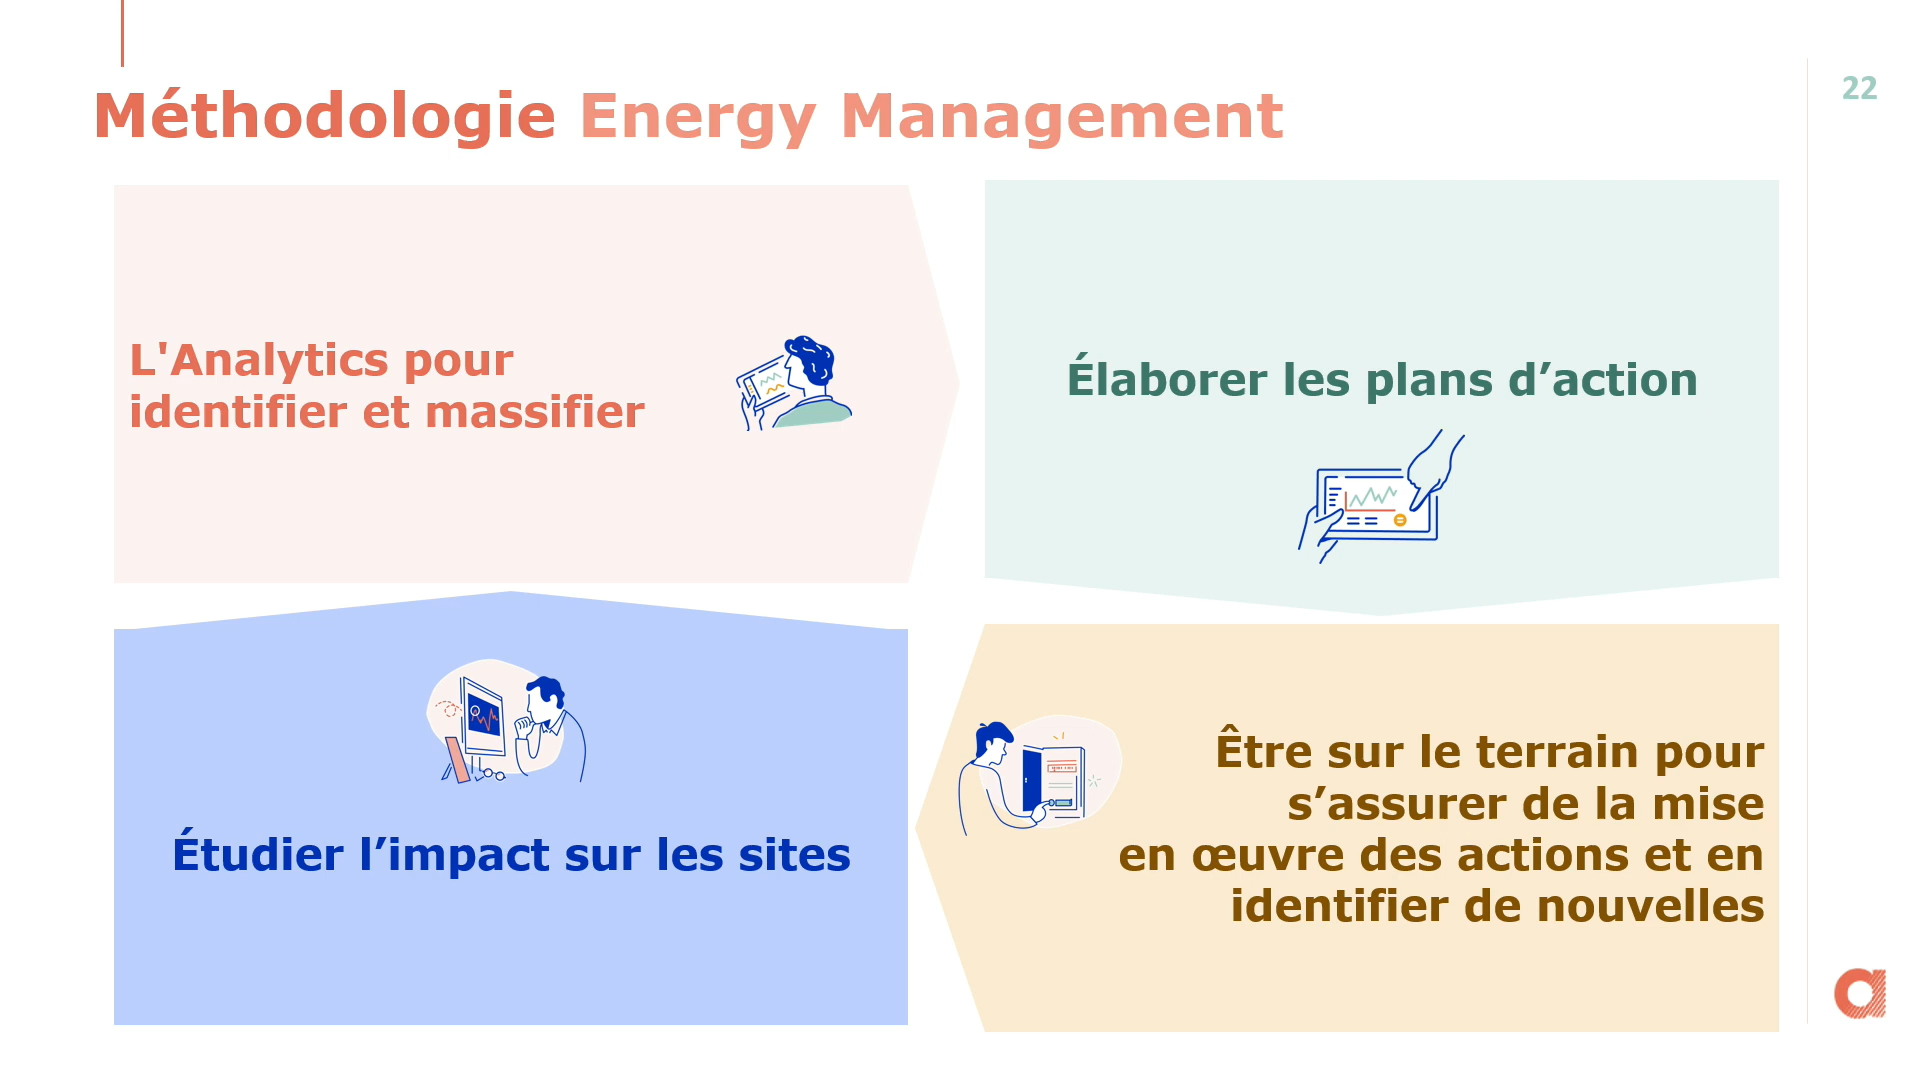 22
Méthodologie Energy Management
L'Analytics pour
identifier et massifier
Élaborer les plans d’action
Étudier l’impact sur les sites
Être sur le terrain pour
s’assurer de la mise
en œuvre des actions et en
identifier de nouvelles